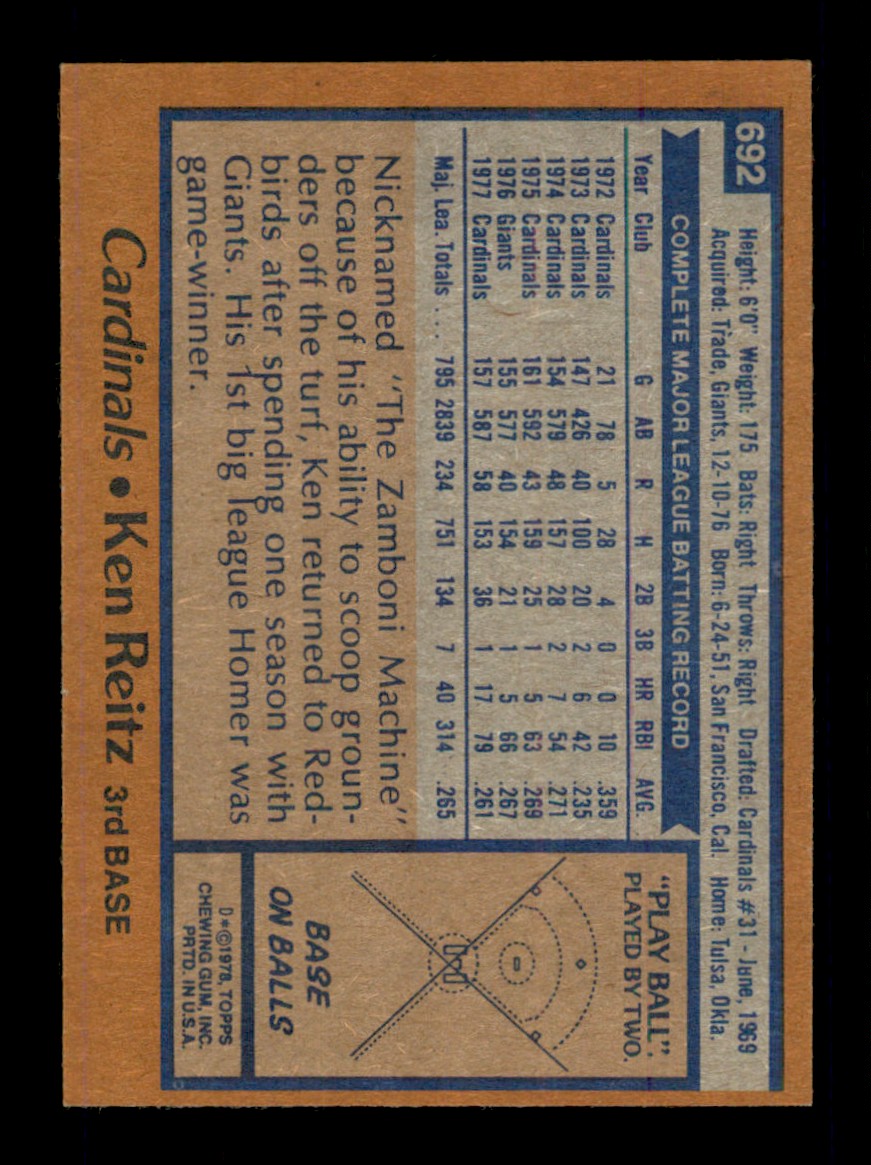 692
Height: 6'0" Weight: 175 Bats: Right Throws: Right Drafted: Cardinals #31 - June, 1969
Acquired: Trade, Giants, 12-10-76 Born: 6-24-51, San Francisco, Cal. Home: Tulsa, Okla.
COMPLETE MAJOR LEAGUE BATTING RECORD
Year Club G AB R H 2B 3B HR RBI AVG.
1972 Cardinals 21 78 5 28 4 0 0 10 .359
1973 Cardinals 147 426 40 100 20 2 6 42 .235
1974 Cardinals 154 579 48 157 28 2 7 54 .271
1975 Cardinals 161 592 43 159 25 1 5 63 .269
1976 Giants 155 577 40 154 21 1 5 66 .267
1977 Cardinals 157 587 58 153 36 1 17 79 .261
Maj. Lea. Totals .... 795 2839 234 751 134 7 40 314 .265
Nicknamed "The Zamboni Machine"
because of his ability to scoop groun-
ders off the turf, Ken returned to Red-
birds after spending one season with
Giants. His 1st big league Homer was
game-winner.
"PLAY BALL".
PLAYED BY TWO.
BASE
ON BALLS
D*©1978, TOPPS
CHEWING GUM, INC.
PRTD. IN U.S.A.
Cardinals • Ken Reitz 3rd BASE